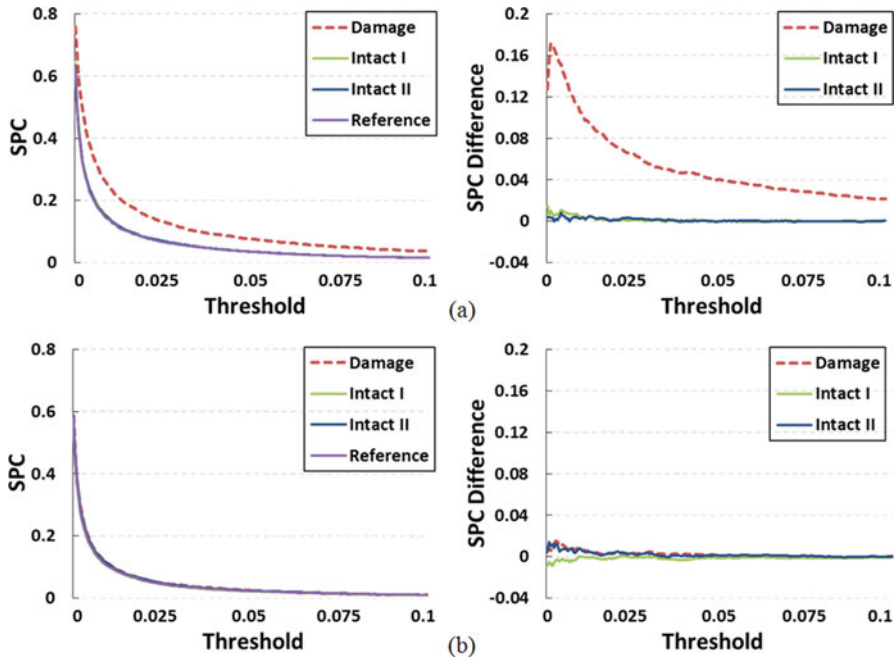 SPC
0.8
0.6
0.4
0.2
0
0
0.025
0.05
0.075
0.1
Threshold
Damage
Intact I
Intact II
Reference
SPC Difference
0.2
0.16
0.12
0.08
0.04
0
-0.04
0
0.025
0.05
0.075
0.1
Threshold
Damage
Intact I
Intact II
(a)
SPC
0.8
0.6
0.4
0.2
0
0
0.025
0.05
0.075
0.1
Threshold
Damage
Intact I
Intact II
Reference
SPC Difference
0.2
0.16
0.12
0.08
0.04
0
-0.04
0
0.025
0.05
0.075
0.1
Threshold
Damage
Intact I
Intact II
(b)